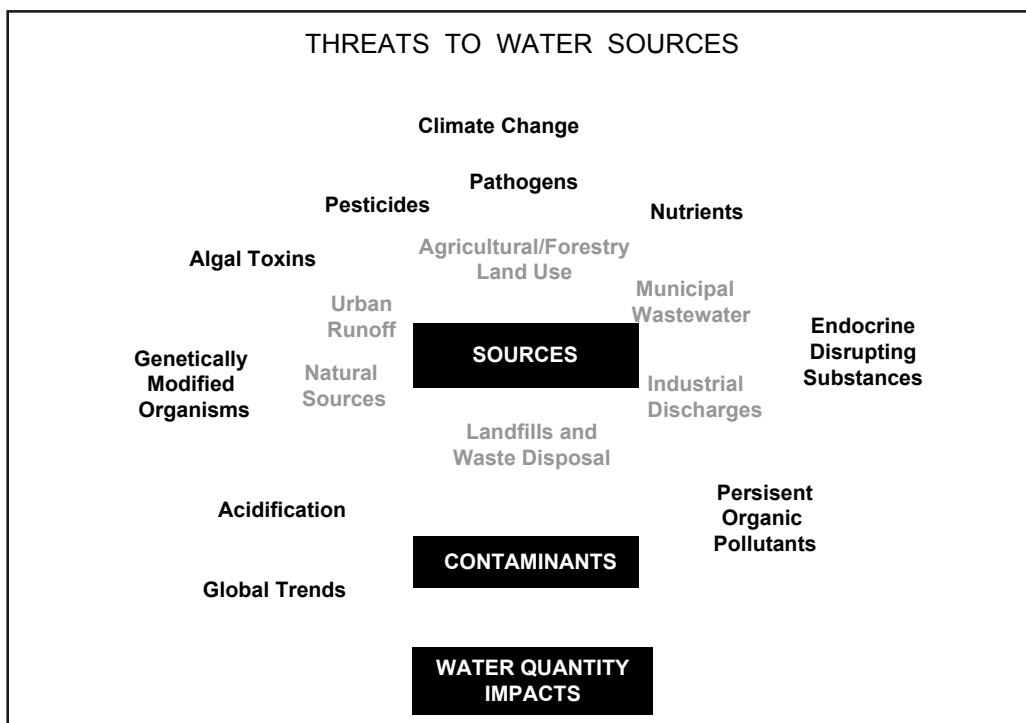 THREATS TO WATER SOURCES
Climate Change
Pathogens
Pesticides
Nutrients
Agricultural/Forestry
Land Use
Algal Toxins
Municipal
Wastewater
Urban
Runoff
SOURCES
Endocrine
Disrupting
Substances
Genetically
Modified
Organisms
Natural
Sources
Industrial
Discharges
Landfills and
Waste Disposal
Acidification
Persisent
Organic
Pollutants
CONTAMINANTS
Global Trends
WATER QUANTITY
IMPACTS